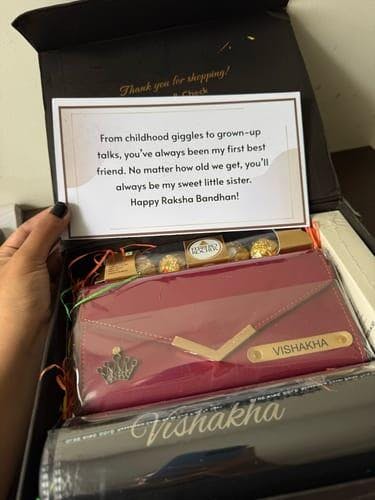 Thank you for shopping!
& Check
From childhood giggles to grown-up
talks, you've always been my first best
friend. No matter how old we get, you'll
always be my sweet little sister.
Happy Raksha Bandhan!
FERRERO
ROCHER
VISHAKHA
Vishakha